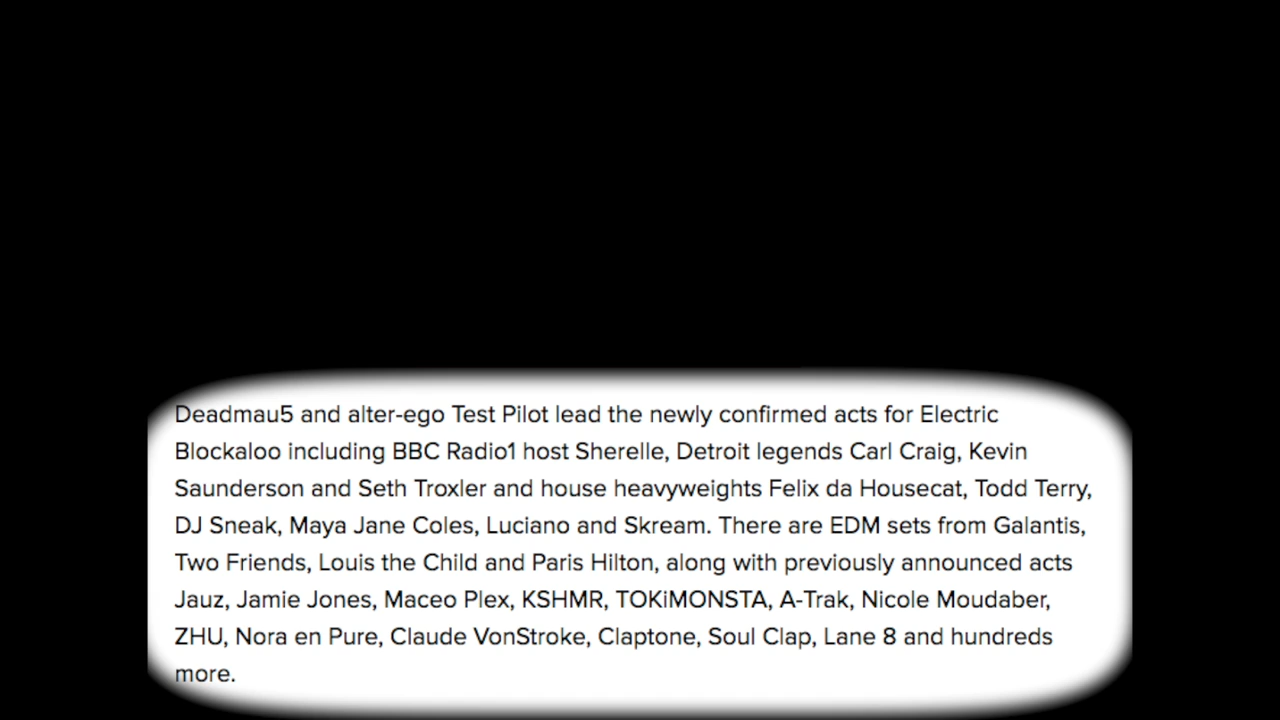 Deadmau5 and alter-ego Test Pilot lead the newly confirmed acts for Electric
Blockaloo including BBC Radio1 host Sherelle, Detroit legends Carl Craig, Kevin
Saunderson and Seth Troxler and house heavyweights Felix da Housecat, Todd Terry,
DJ Sneak, Maya Jane Coles, Luciano and Skream. There are EDM sets from Galantis,
Two Friends, Louis the Child and Paris Hilton, along with previously announced acts
Jauz, Jamie Jones, Maceo Plex, KSHMR, TOKiMONSTA, A-Trak, Nicole Moudaber,
ZHU, Nora en Pure, Claude VonStroke, Claptone, Soul Clap, Lane 8 and hundreds
more.